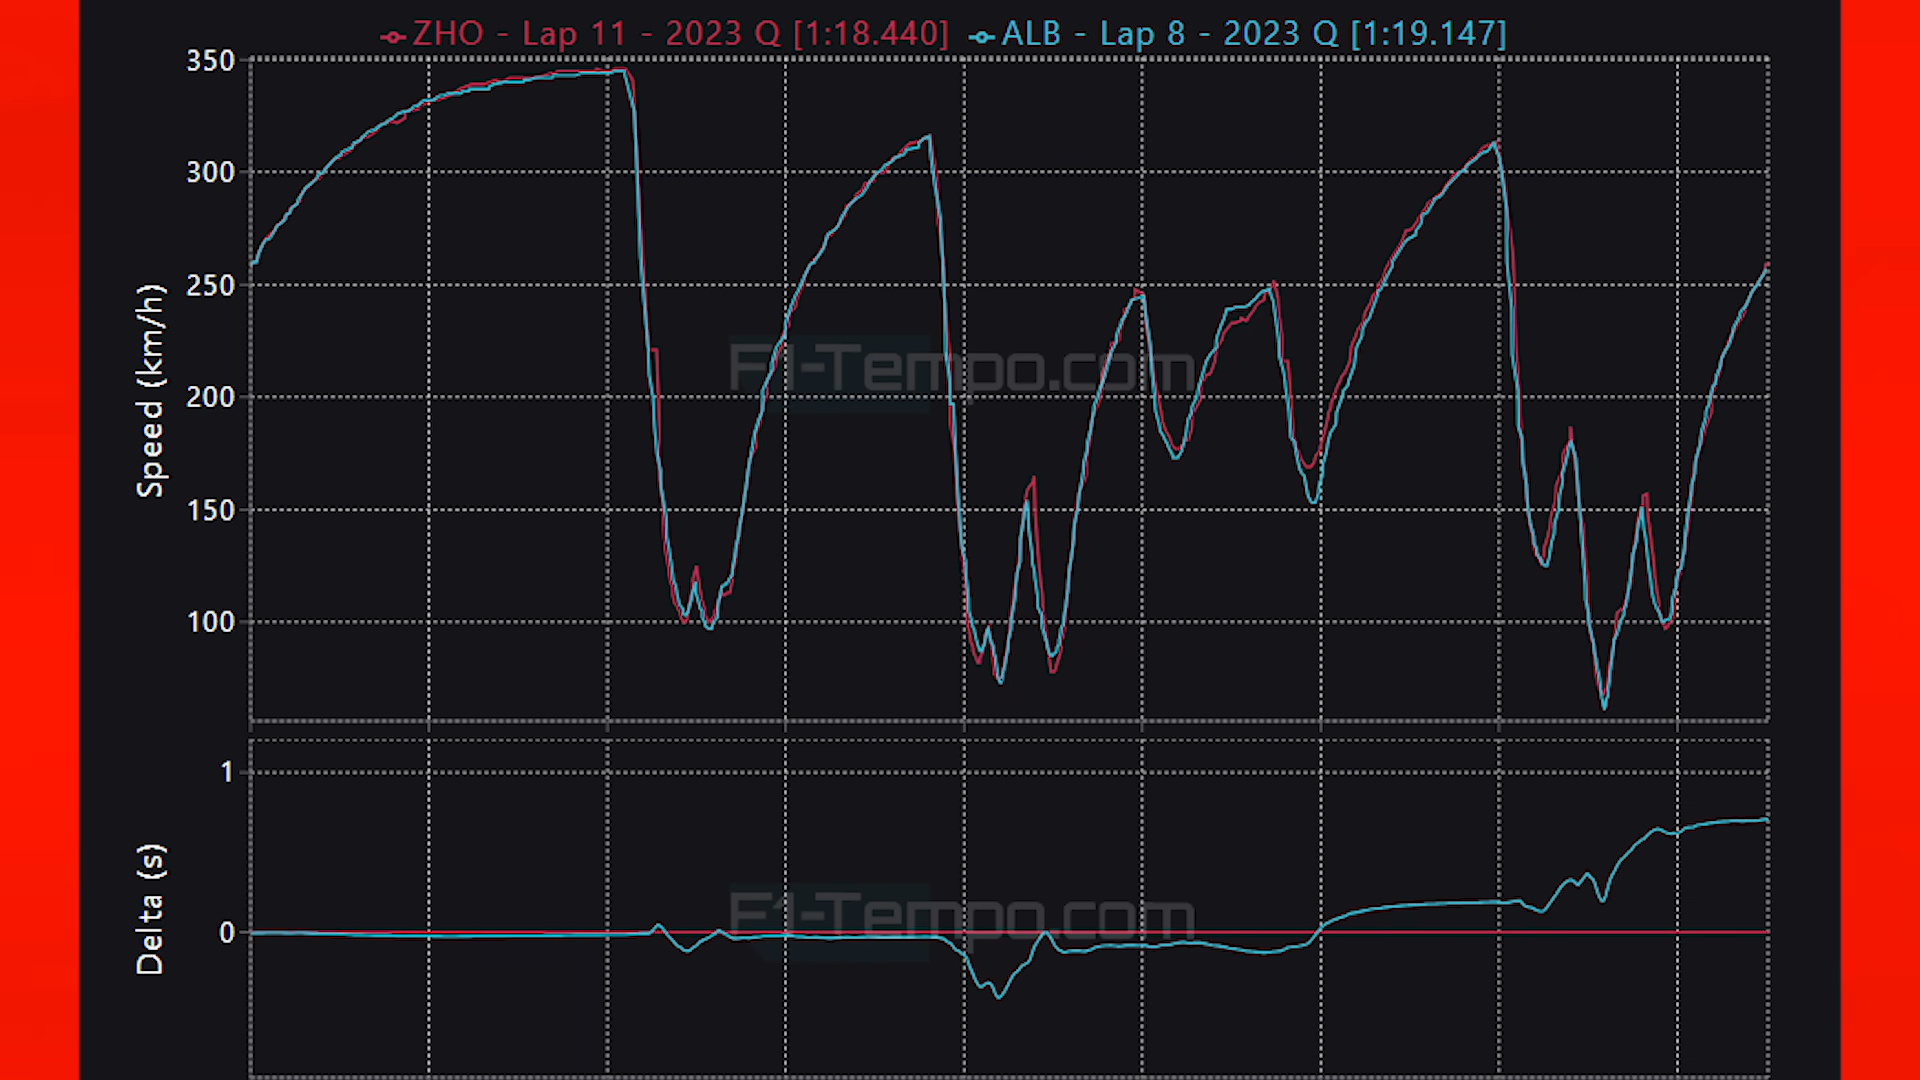 ZHO - Lap 11 - 2023 Q [1:18.440] ALB - Lap 8 - 2023 Q [1:19.147]
350
300
250
200
150
100
Speed (km/h)
F1-Tempo.com
1
0
Delta (s)
F1-Tempo.com